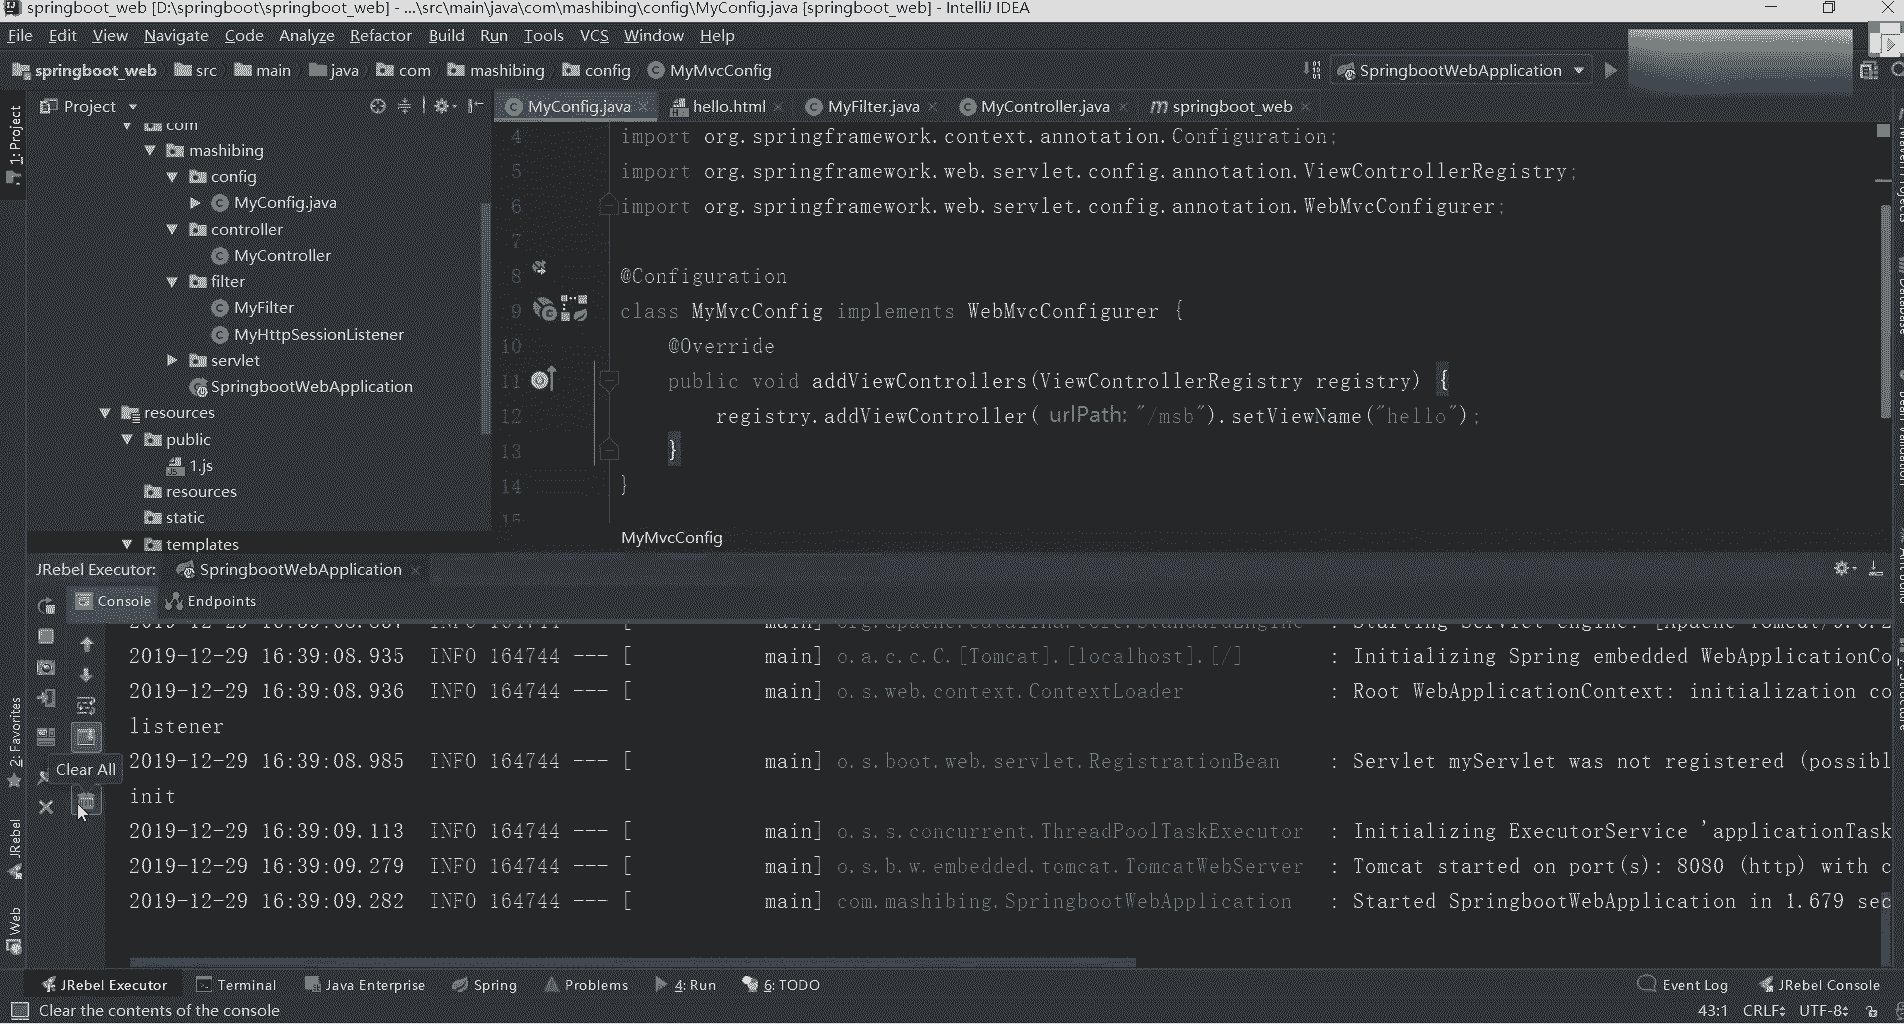 springboot_web [D:\springboot\springboot_web] - ...\src\main\java\com\mashibing\config\MyConfig.java [springboot_web] - IntelliJ IDEA
File Edit View Navigate Code Analyze Refactor Build Run Tools VCS Window Help
springboot_web src main java com mashibing config MyMvcConfig SpringbootWebApplication
1: Project
Project
MyConfig.java hello.html MyFilter.java MyController.java springboot_web
com
mashibing
config
MyConfig.java
controller
MyController
filter
MyFilter
MyHttpSessionListener
servlet
SpringbootWebApplication
resources
public
1.js
resources
static
templates
4 import org.springframework.context.annotation.Configuration;
5 import org.springframework.web.servlet.config.annotation.ViewControllerRegistry;
6 import org.springframework.web.servlet.config.annotation.WebMvcConfigurer;
7
8 @Configuration
9 class MyMvcConfig implements WebMvcConfigurer {
10 @Override
11 public void addViewControllers(ViewControllerRegistry registry) {
12 registry.addViewController( urlPath: "/msb").setViewName("hello");
13 }
14 }
15
MyMvcConfig
JRebel Executor: SpringbootWebApplication
Console Endpoints
2019-12-29 16:39:08.935 INFO 164744 --- [ main] o.a.c.c.C.[Tomcat].[localhost].[/] : Initializing Spring embedded WebApplicationCo
2019-12-29 16:39:08.936 INFO 164744 --- [ main] o.s.web.context.ContextLoader : Root WebApplicationContext: initialization co
listener
2019-12-29 16:39:08.985 INFO 164744 --- [ main] o.s.boot.web.servlet.RegistrationBean : Servlet myServlet was not registered (possibl
init
2019-12-29 16:39:09.113 INFO 164744 --- [ main] o.s.s.concurrent.ThreadPoolTaskExecutor : Initializing ExecutorService 'applicationTask
2019-12-29 16:39:09.279 INFO 164744 --- [ main] o.s.b.w.embedded.tomcat.TomcatWebServer : Tomcat started on port(s): 8080 (http) with c
2019-12-29 16:39:09.282 INFO 164744 --- [ main] com.mashibing.SpringbootWebApplication : Started SpringbootWebApplication in 1.679 sec
Clear All
2: Favorites
JRebel
Web
JRebel Executor Terminal Java Enterprise Spring Problems 4: Run 6: TODO Event Log JRebel Console
Clear the contents of the console 43:1 CRLF UTF-8